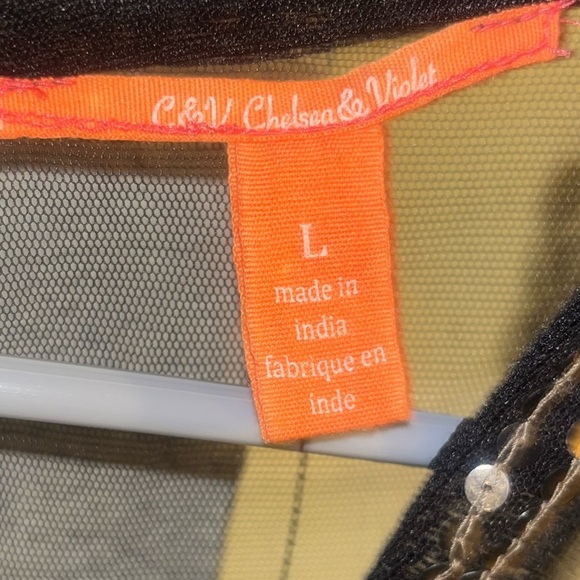 C&V Chelsea & Violet
L
made in
india
fabrique en
inde